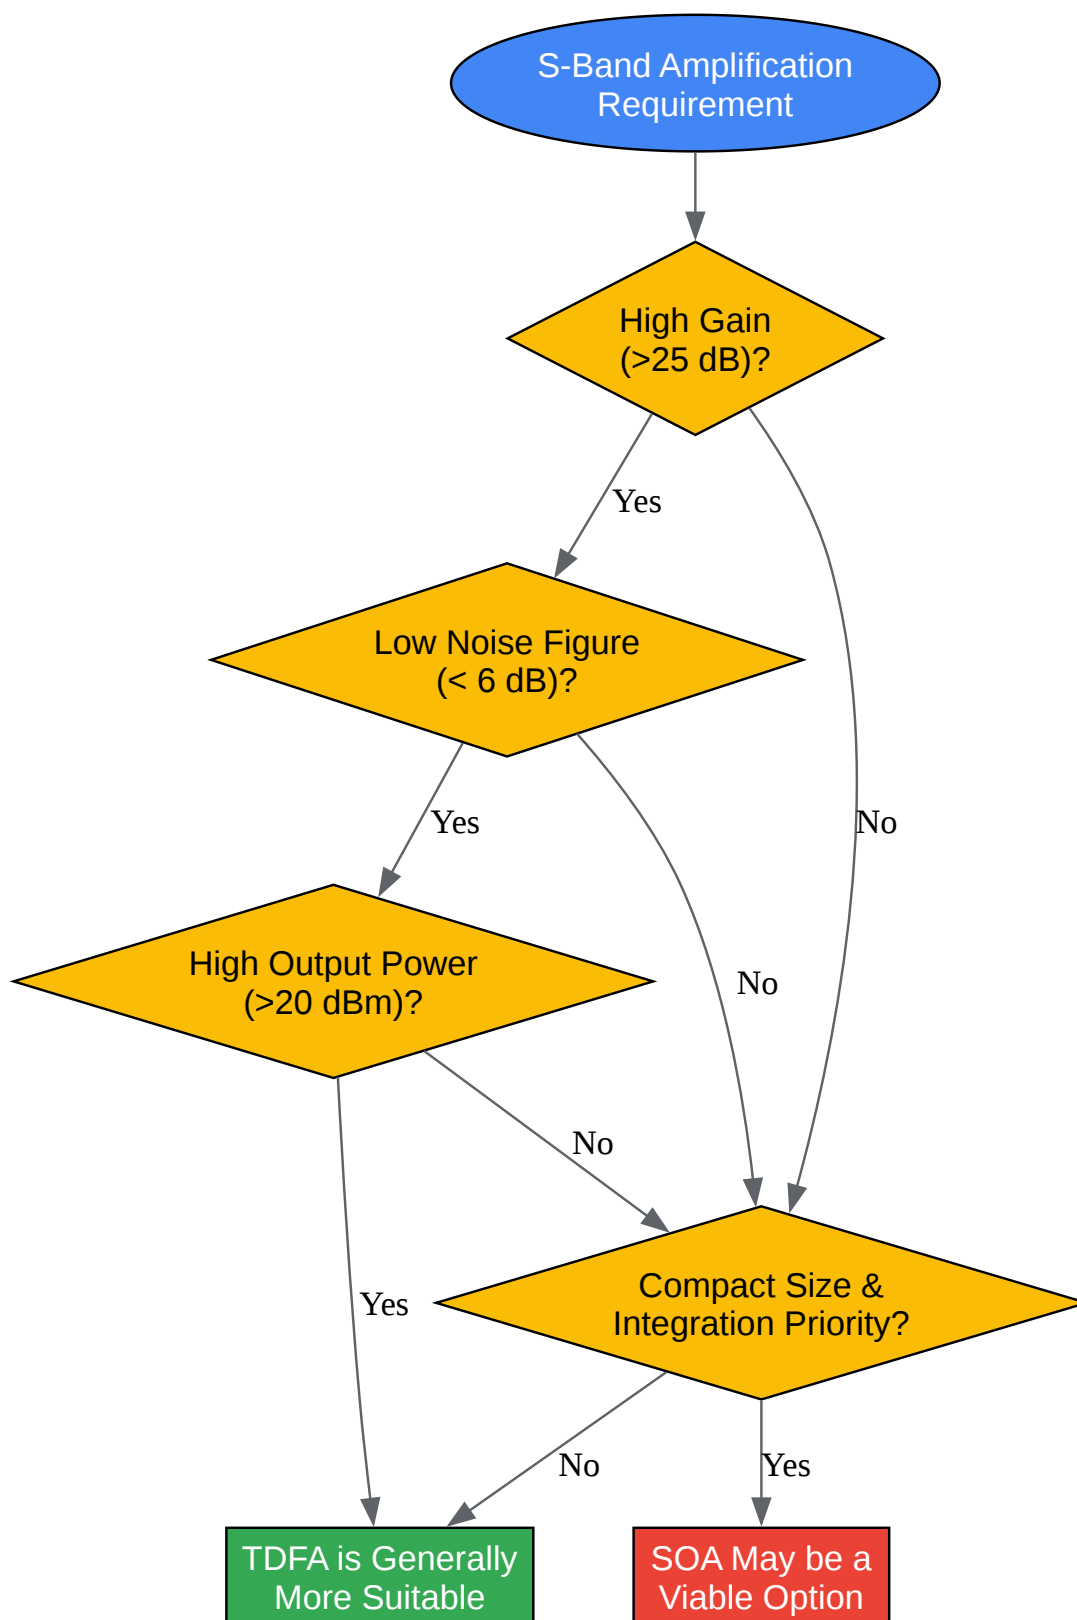 S-Band Amplification
Requirement
High Gain
(>25 dB)?
Yes
Low Noise Figure
(< 6 dB)?
Yes
No
High Output Power
(>20 dBm)?
No
No
Yes
Compact Size &
Integration Priority?
No
Yes
TDFA is Generally
More Suitable
SOA May be a
Viable Option